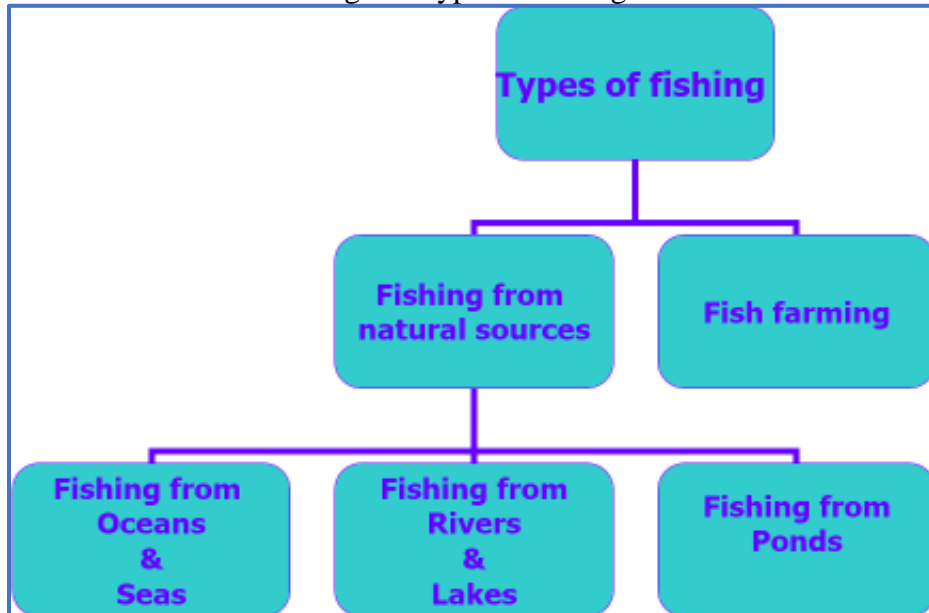 Types of fishing
Fishing from
natural sources
Fish farming
Fishing from
Oceans
&
Seas
Fishing from
Rivers
&
Lakes
Fishing from
Ponds